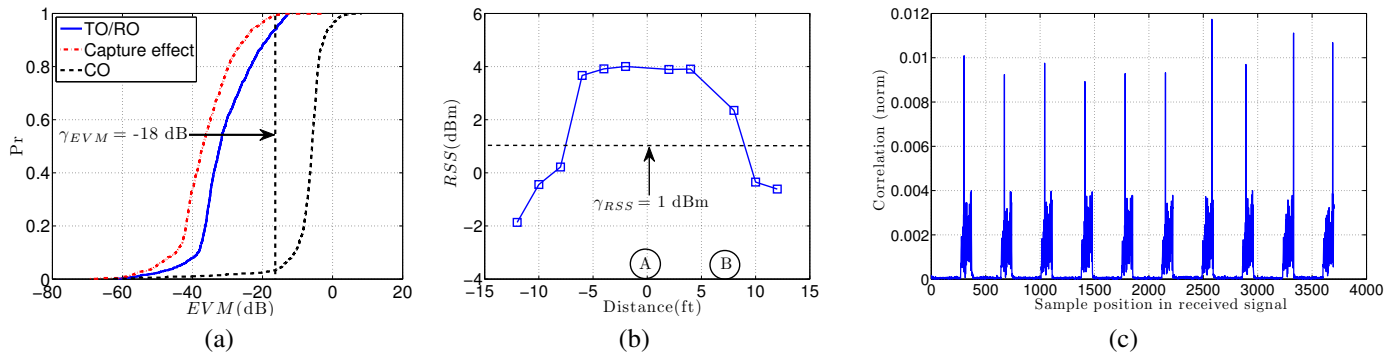 1
0.8
0.6
0.4
0.2
0
Pr
TO/RO
Capture effect
CO
γEVM = -18 dB
−80 −60 −40 −20 0 20
EVM(dB)
(a)
6
4
2
0
−2
−4
RSS(dBm)
γRSS = 1 dBm
A
B
−15 −10 −5 0 5 10 15
Distance(ft)
(b)
0.012
0.01
0.008
0.006
0.004
0.002
0
Correlation (norm)
0 500 1000 1500 2000 2500 3000 3500 4000
Sample position in received signal
(c)